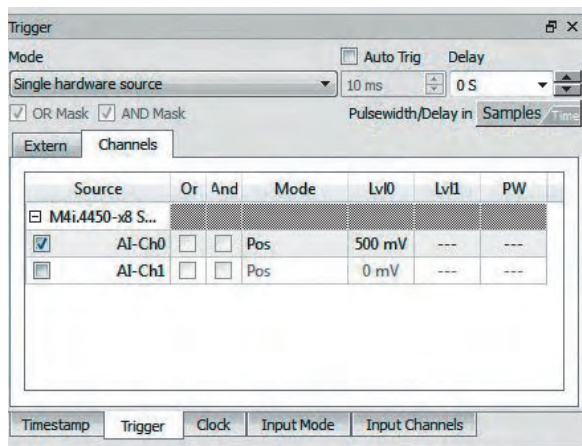 Trigger
Mode
Auto Trig Delay
Single hardware source 10 ms 0 S
OR Mask AND Mask Pulsewidth/Delay in Samples Time
Extern Channels
Source Or And Mode Lvl0 Lvl1 PW
M4i.4450-x8 S...
AI-Ch0 Pos 500 mV --- ---
AI-Ch1 Pos 0 mV --- ---
Timestamp Trigger Clock Input Mode Input Channels